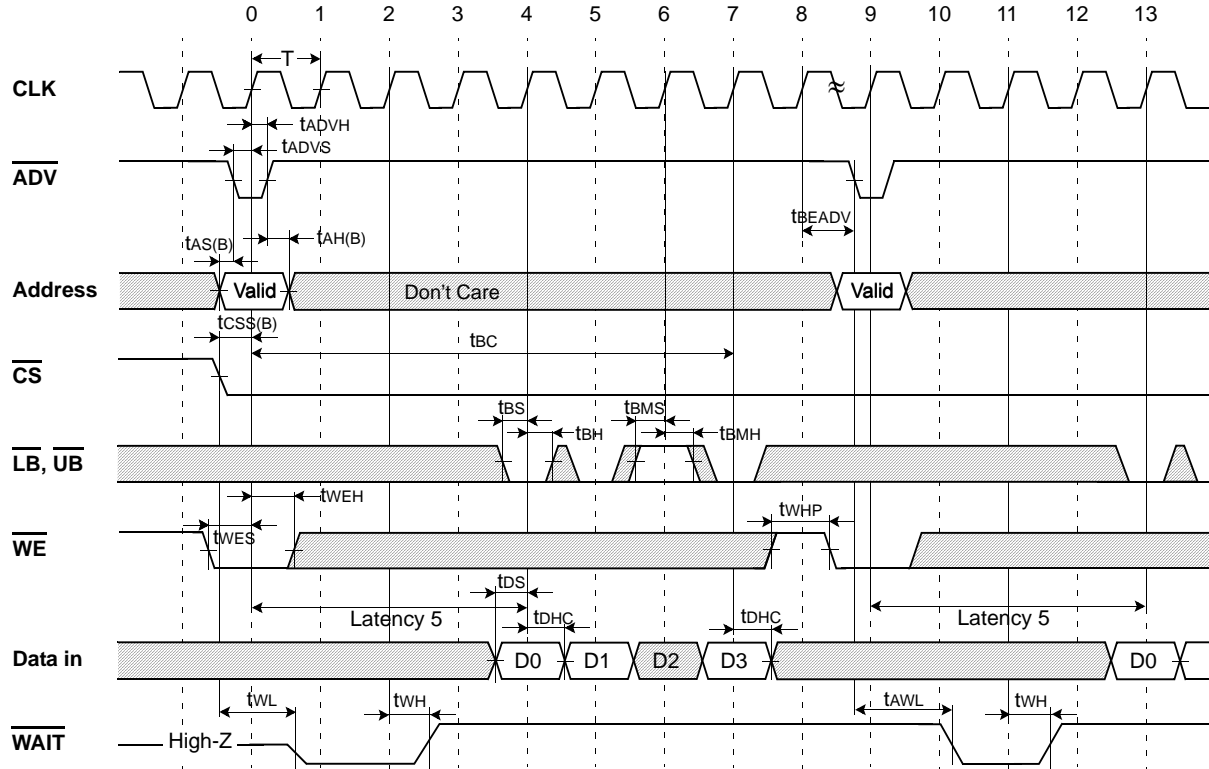 0 1 2 3 4 5 6 7 8 9 10 11 12 13
T
CLK
tADVH
tADVS
ADV
tBEADV
tAS(B) tAH(B)
Address Valid Don't Care Valid
tCSS(B)
tBC
CS
tBS tBMS
tBH tBMH
LB, UB
tWEH
tWHP
tWES
WE
tDS
Latency 5 Latency 5
tDHC tDHC
Data in D0 D1 D2 D3 D0
tWL tWH tAWL tWH
WAIT High-Z